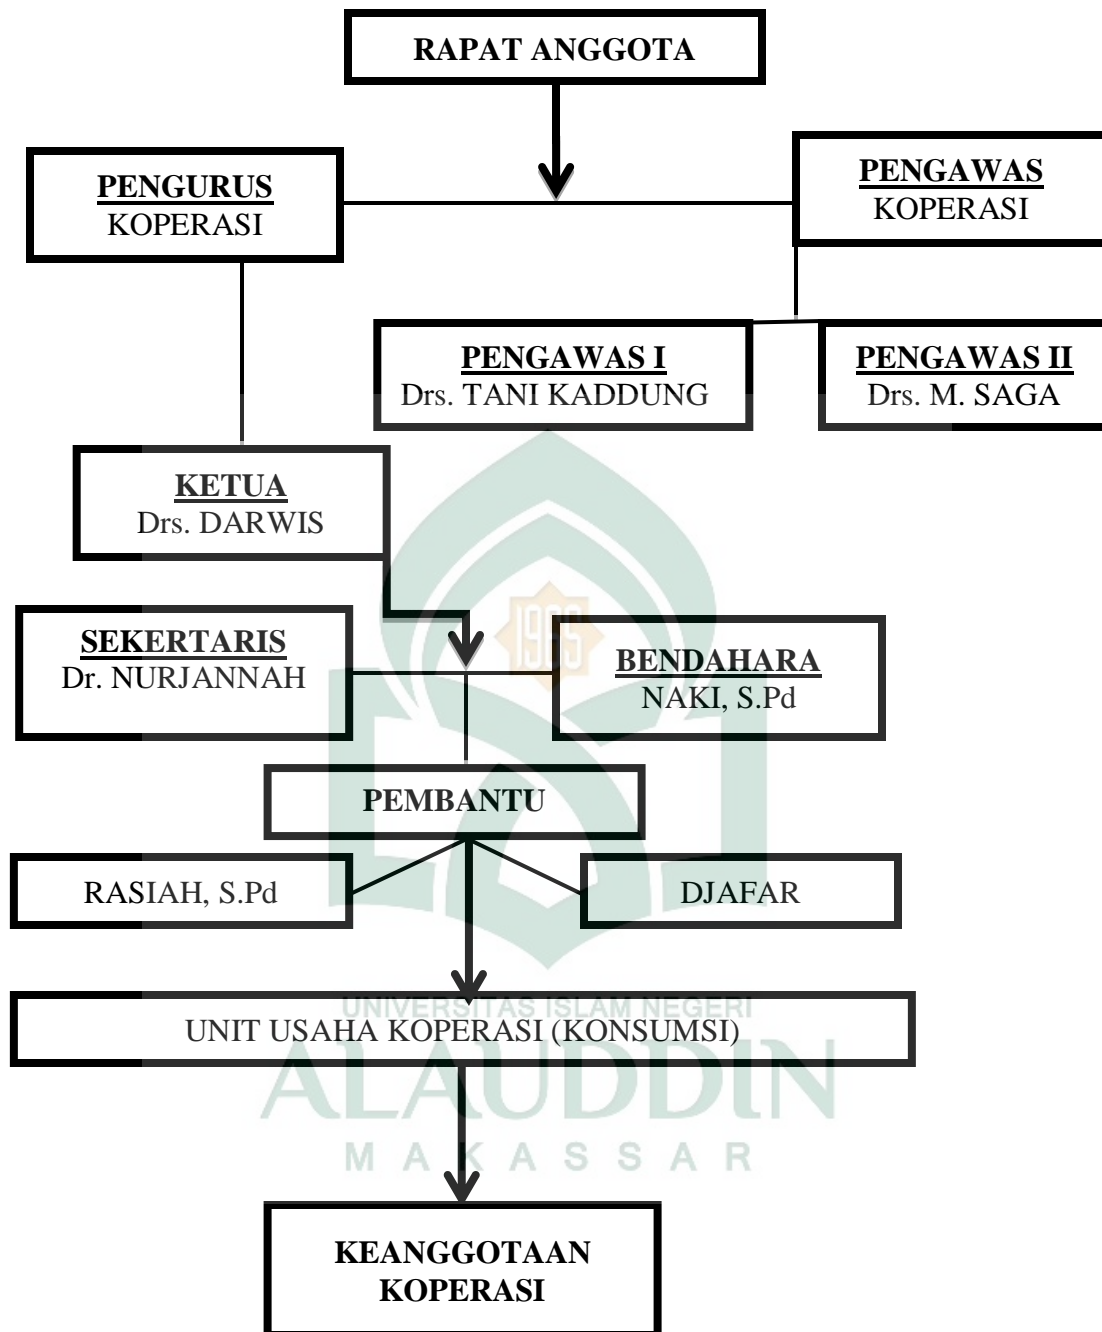 RAPAT ANGGOTA
PENGURUS
KOPERASI
PENGAWAS
KOPERASI
PENGAWAS I
Drs. TANI KADDUNG
PENGAWAS II
Drs. M. SAGA
KETUA
Drs. DARWIS
1965
SEKERTARIS
Dr. NURJANNAH
BENDAHARA
NAKI, S.Pd
PEMBANTU
RASIAH, S.Pd
DJAFAR
UNIVERSITAS ISLAM NEGERI
UNIT USAHA KOPERASI (KONSUMSI)
ALAUDDIN
MAKASSAR
KEANGGOTAAN
KOPERASI